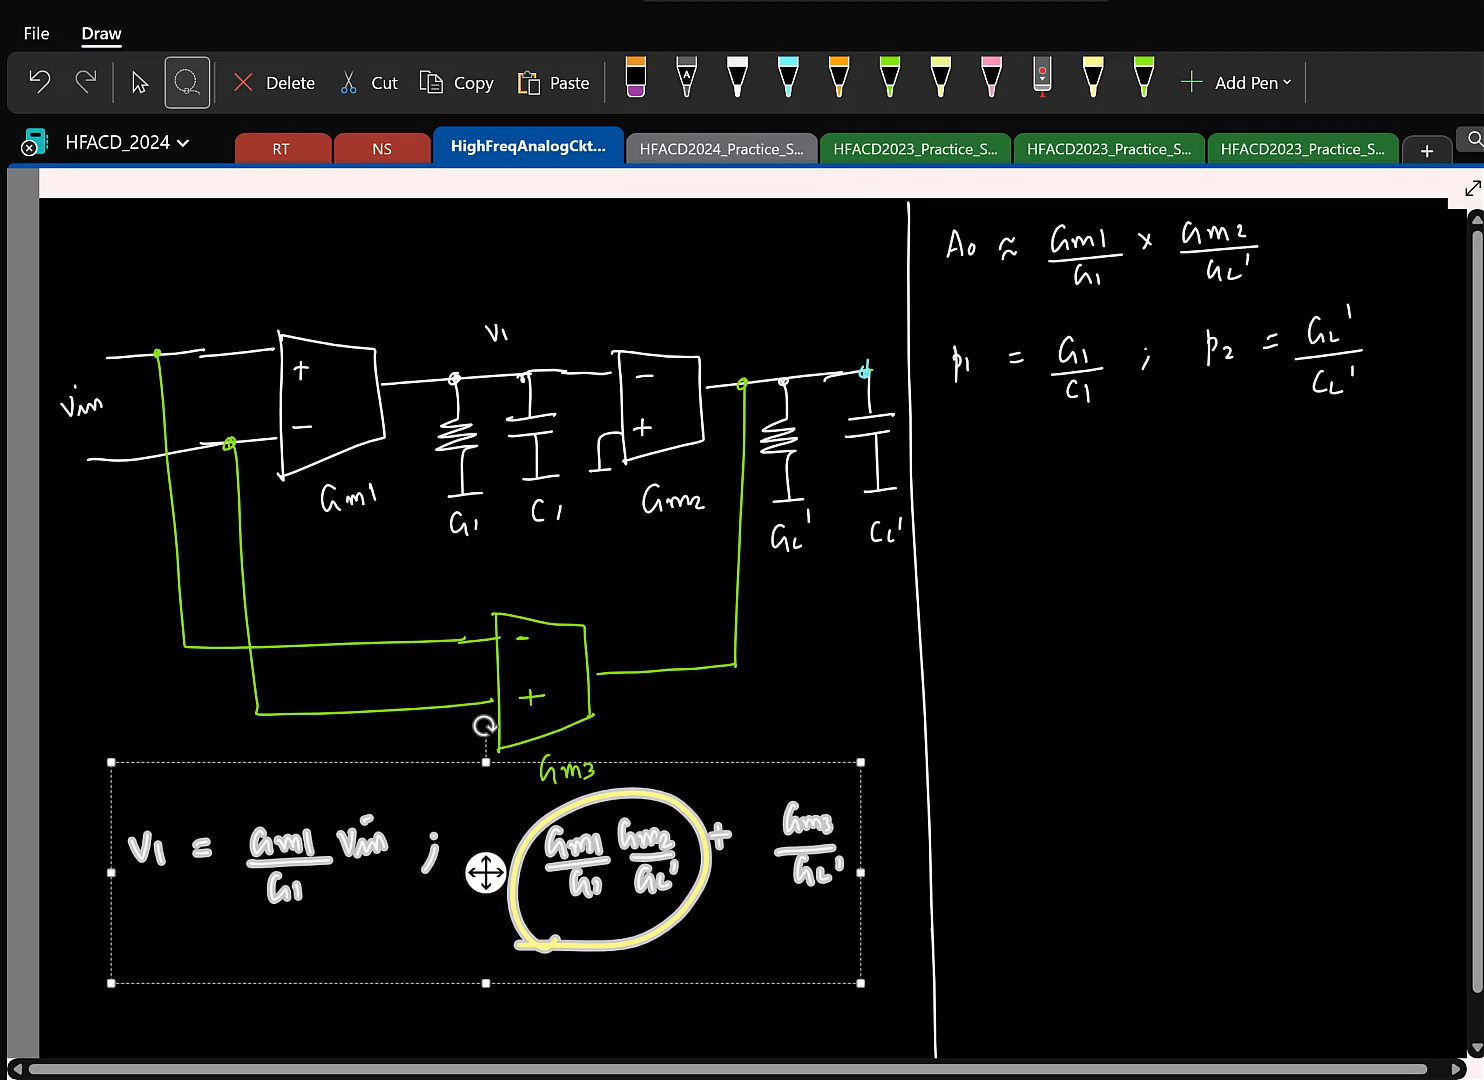 File Draw
Delete Cut Copy Paste A Add Pen
HFACD_2024 RT NS HighFreqAnalogCkt... HFACD2024_Practice_S... HFACD2023_Practice_S... HFACD2023_Practice_S... HFACD2023_Practice_S... +
A0 ≈ Gm1/G1 × Gm2/GL'
p1 = G1/C1 ; p2 = GL'/CL'
V1
Vin
+ - - +
Gm1 G1 C1 Gm2 GL' CL'
-
+
Gm3
V1 = Gm1/G1 Vin ; Gm1/G1 Gm2/GL' + Gm3/GL'